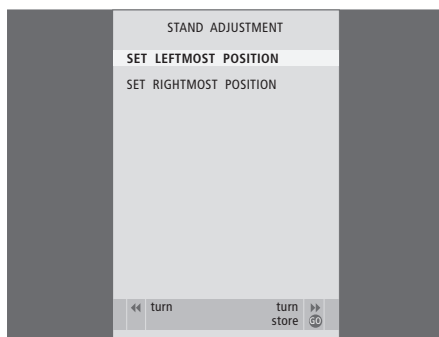 STAND ADJUSTMENT
SET LEFTMOST POSITION
SET RIGHTMOST POSITION
turn turn
store GO